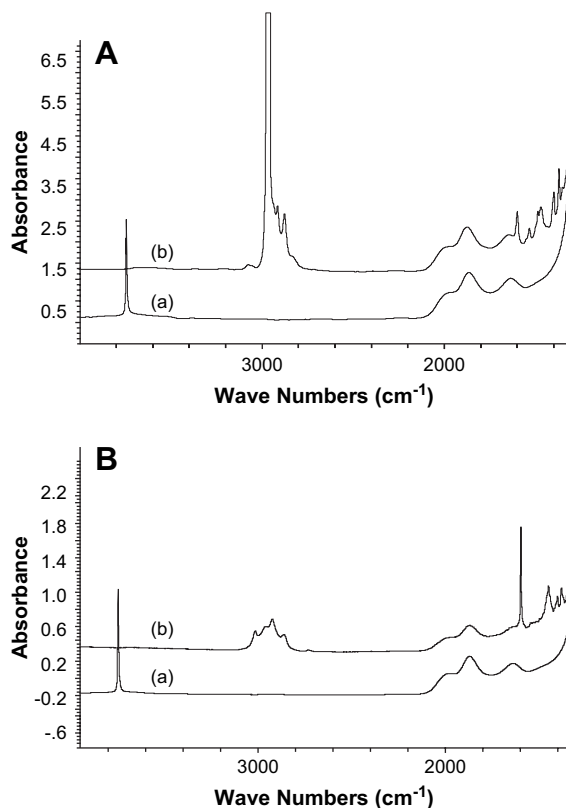 A
6.5
5.5
4.5
3.5
2.5
1.5
0.5
Absorbance
(b)
(a)
3000 2000
Wave Numbers (cm-1)
B
2.2
1.8
1.4
1.0
0.6
0.2
-0.2
-.6
Absorbance
(b)
(a)
3000 2000
Wave Numbers (cm-1)